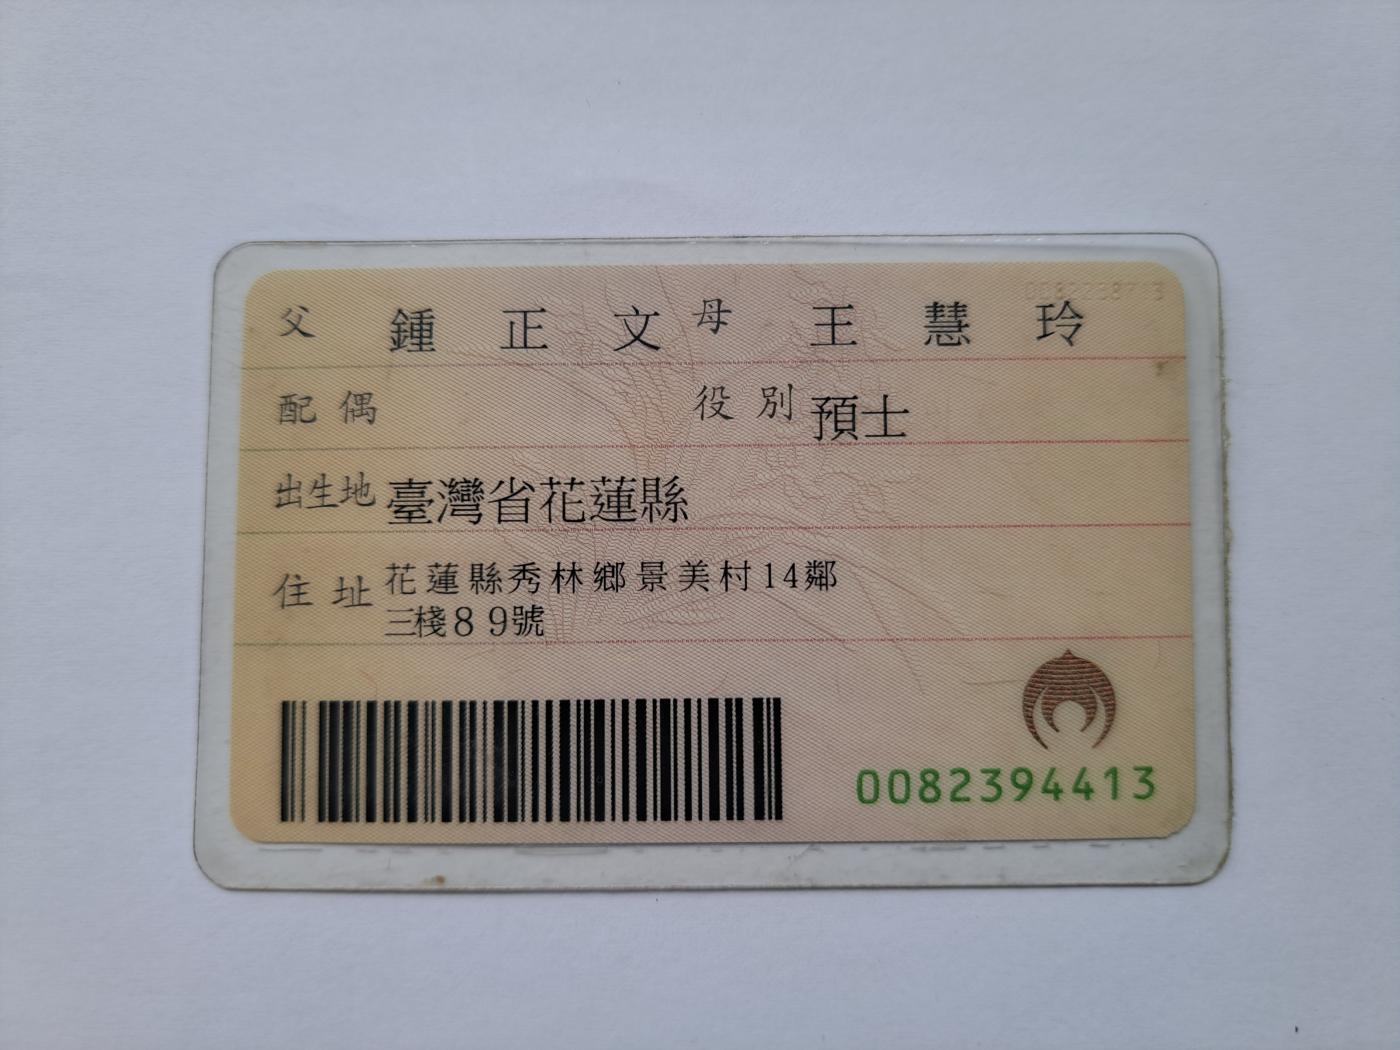 父 鍾正文 母 王慧玲
配偶 役別 預士
出生地 臺灣省花蓮縣
住址 花蓮縣秀林鄉景美村14鄰
三棧89號
0082394413